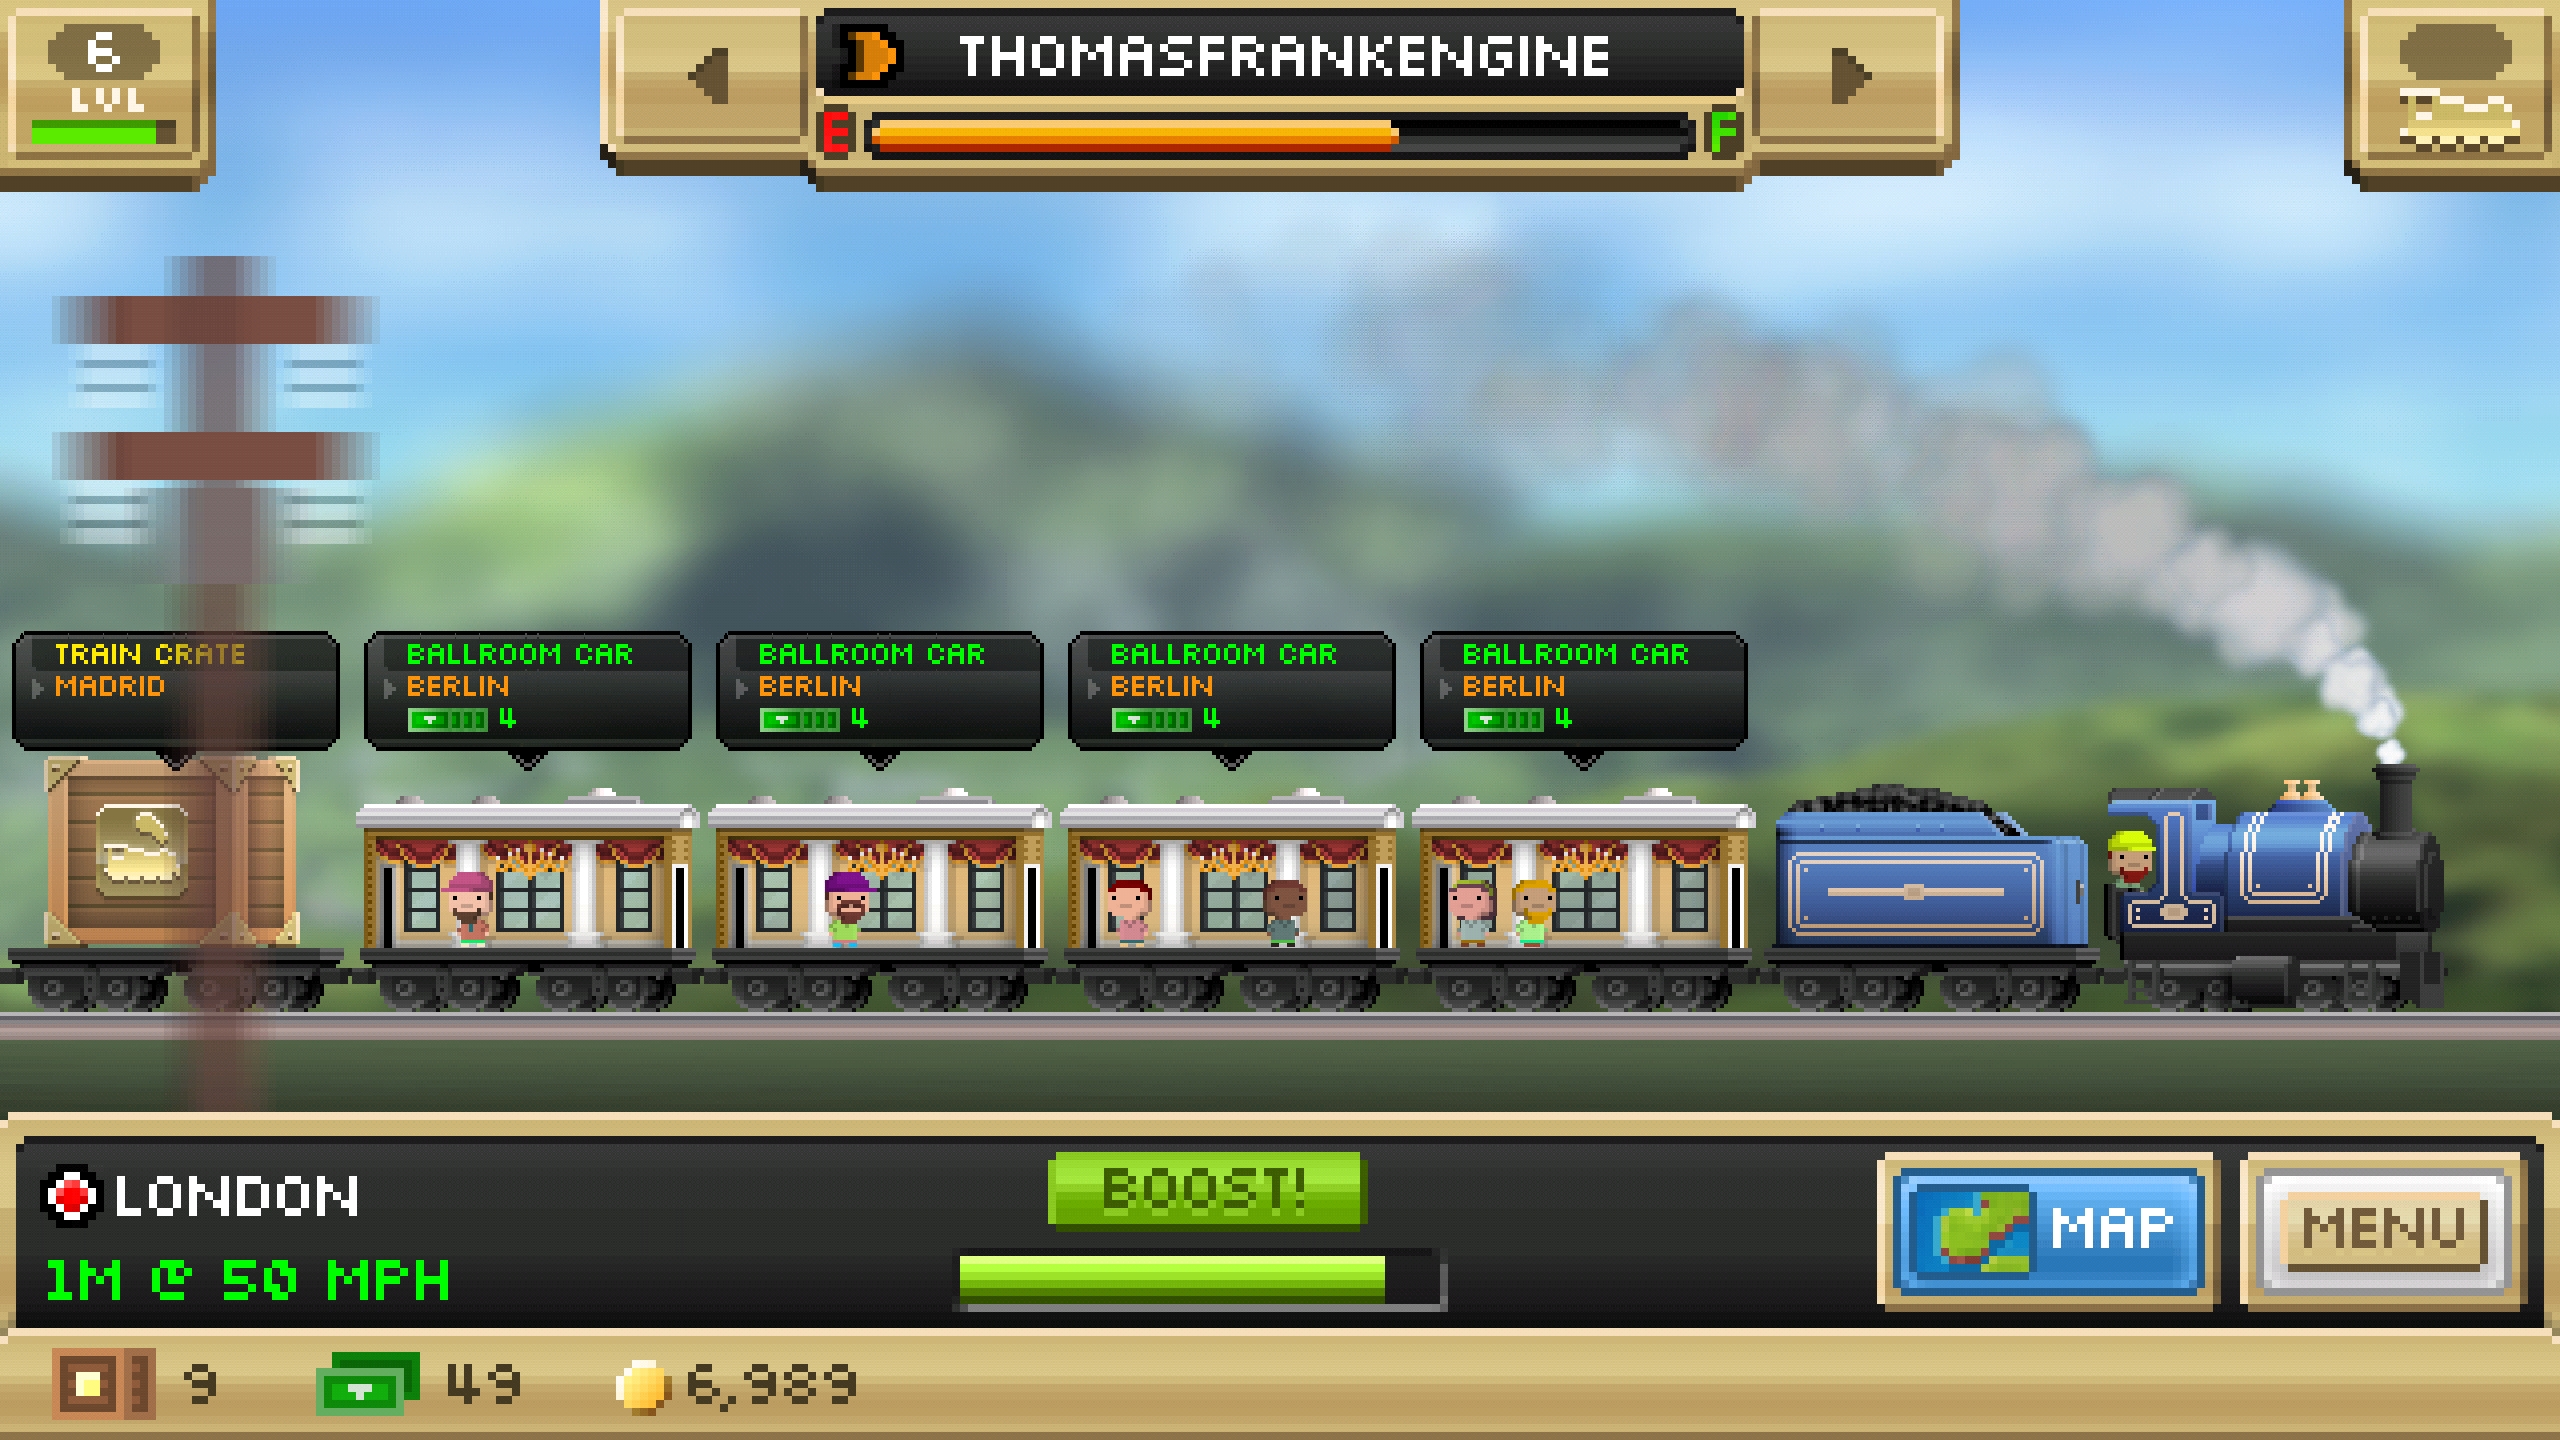 6
LVL
THOMASFRANKENGINE
E F
TRAIN CRATE
MADRID
BALLROOM CAR
BERLIN
4
BALLROOM CAR
BERLIN
4
BALLROOM CAR
BERLIN
4
BALLROOM CAR
BERLIN
4
LONDON
1M @ 50 MPH
BOOST!
MAP
MENU
9 49 6,989